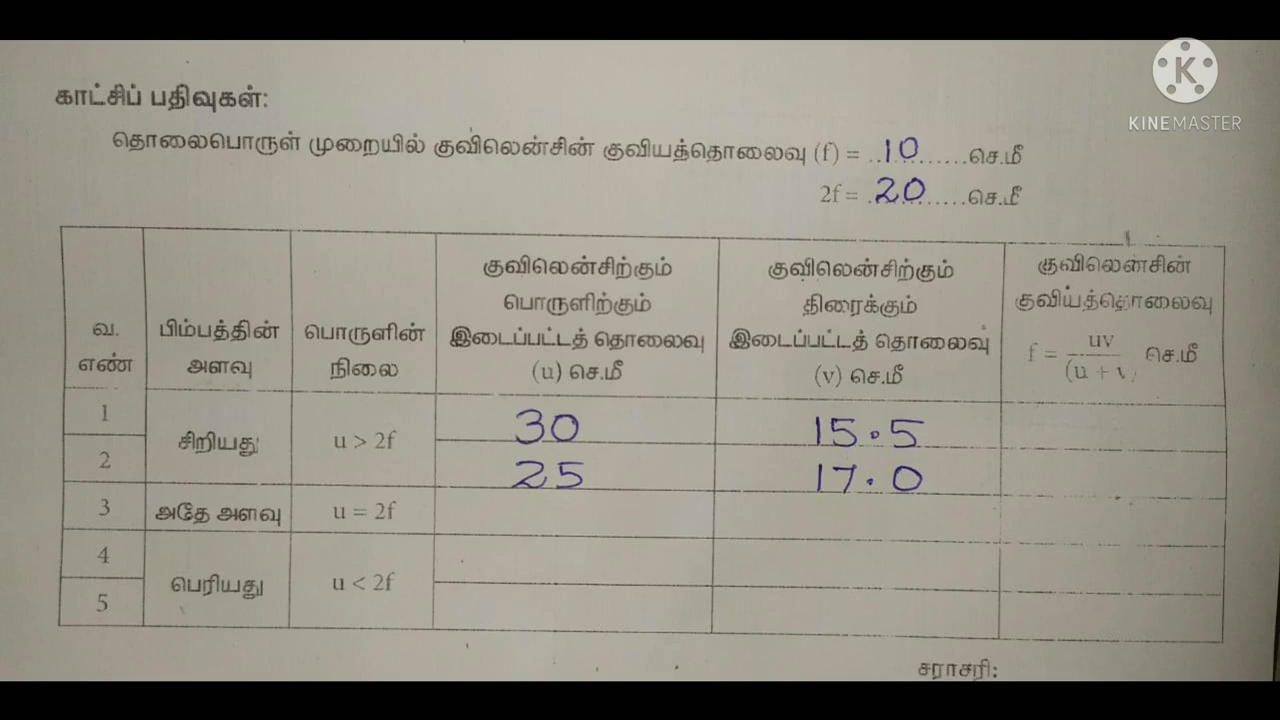 K
KINEMASTER
காட்சிப் பதிவுகள்:
தொலைபொருள் முறையில் குவிலென்சின் குவியத்தொலைவு (f) = ..10..........செ.மீ
2f = .20..........செ.மீ
வ. எண்
பிம்பத்தின் அளவு
பொருளின் நிலை
குவிலென்சிற்கும் பொருளிற்கும் இடைப்பட்டத் தொலைவு (u) செ.மீ
குவிலென்சிற்கும் திரைக்கும் இடைப்பட்டத் தொலைவு (v) செ.மீ
குவிலென்சின் குவியத்தொலைவு f = uv / (u + v) செ.மீ
1 சிறியது u > 2f 30 15.5
2 25 17.0
3 அதே அளவு u = 2f
4 பெரியது u < 2f
5
சராசரி: